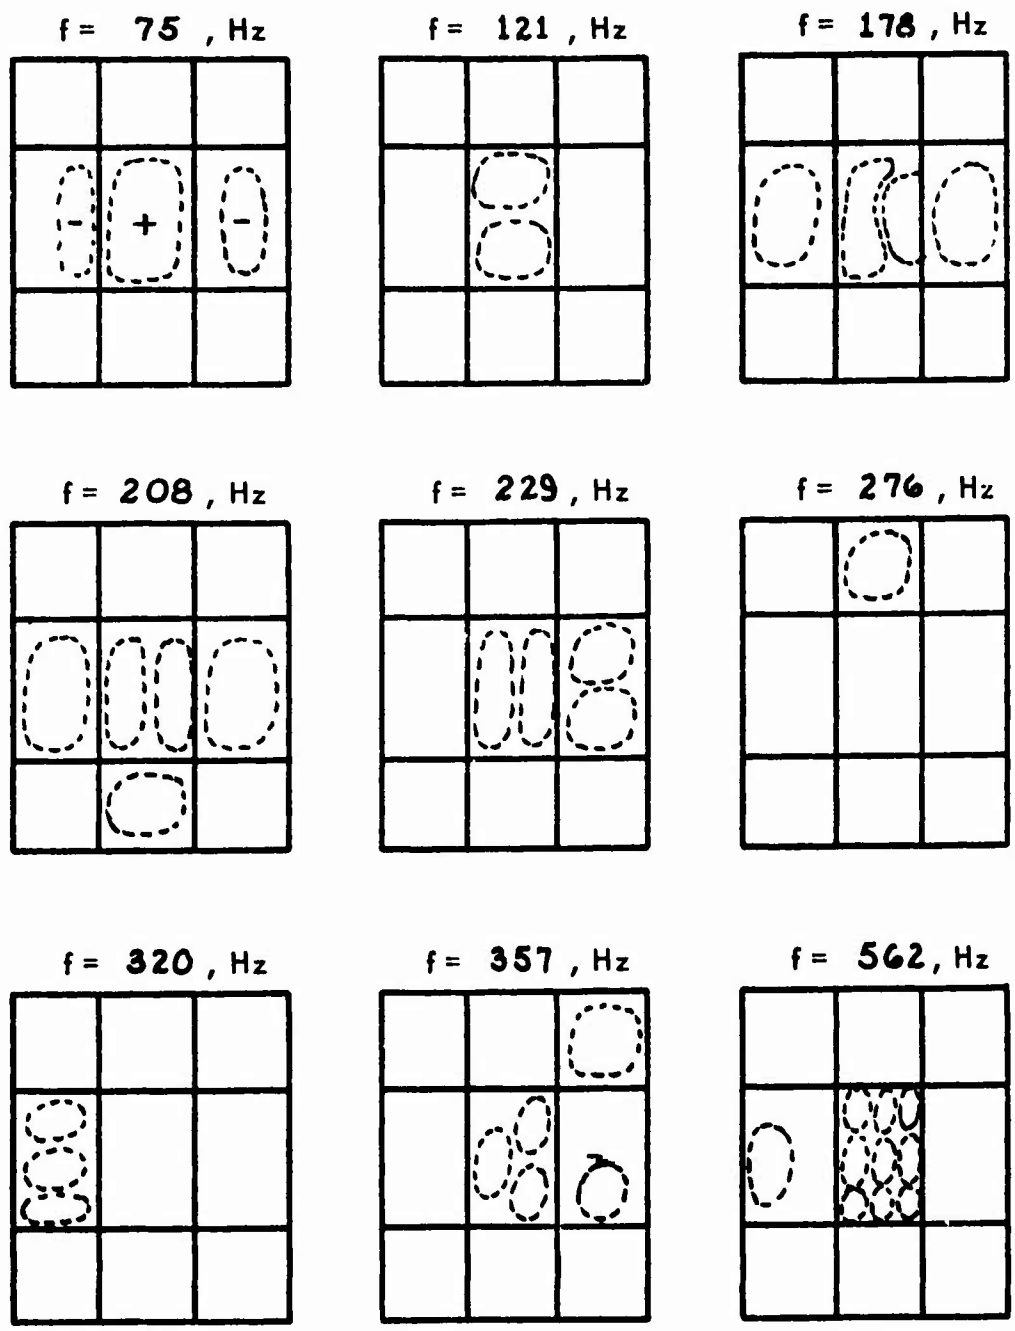 f = 75 , Hz
f = 121 , Hz
f = 178 , Hz
- + -
f = 208 , Hz
f = 229 , Hz
f = 276 , Hz
f = 320 , Hz
f = 357 , Hz
f = 562, Hz